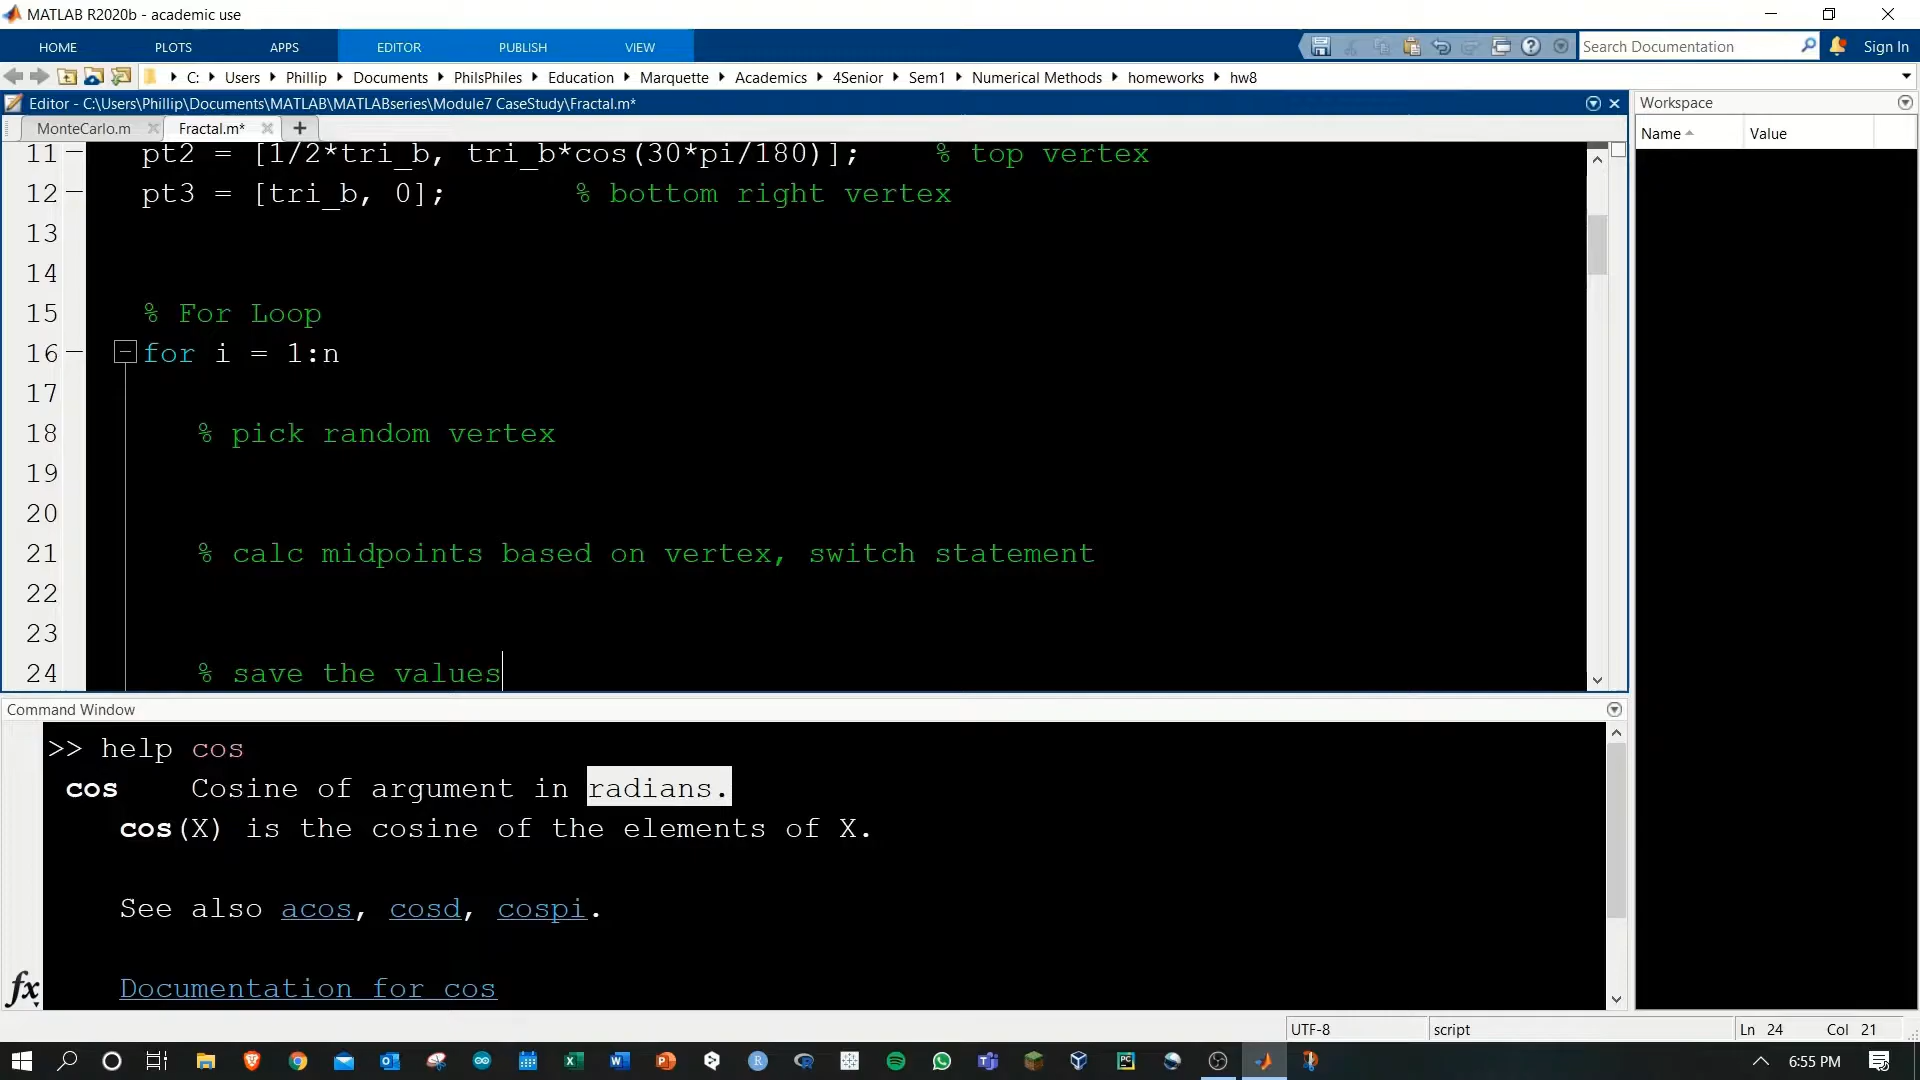 MATLAB R2020b - academic use
HOME PLOTS APPS EDITOR PUBLISH VIEW Search Documentation Sign In
C: Users Phillip Documents PhilsPhiles Education Marquette Academics 4Senior Sem1 Numerical Methods homeworks hw8
Editor - C:\Users\Phillip\Documents\MATLAB\MATLABseries\Module7 CaseStudy\Fractal.m*
Workspace
MonteCarlo.m Fractal.m*
Name Value
11 pt2 = [1/2*tri_b, tri_b*cos(30*pi/180)]; % top vertex
12 pt3 = [tri_b, 0]; % bottom right vertex
13
14
15 % For Loop
16 for i = 1:n
17
18 % pick random vertex
19
20
21 % calc midpoints based on vertex, switch statement
22
23
24 % save the values
Command Window
>> help cos
cos Cosine of argument in radians.
cos(X) is the cosine of the elements of X.
See also acos, cosd, cospi.
Documentation for cos
fx
UTF-8 script Ln 24 Col 21
6:55 PM